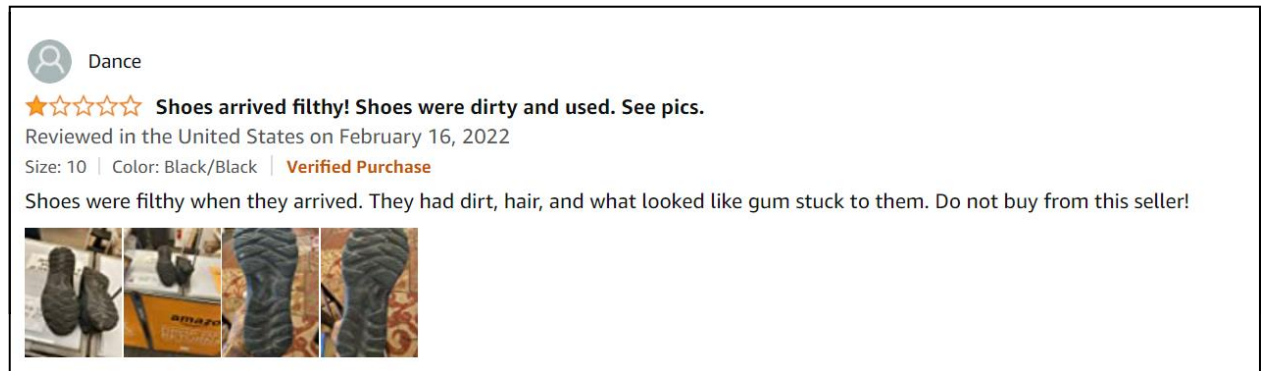 Dance
Shoes arrived filthy! Shoes were dirty and used. See pics.
Reviewed in the United States on February 16, 2022
Size: 10 | Color: Black/Black | Verified Purchase
Shoes were filthy when they arrived. They had dirt, hair, and what looked like gum stuck to them. Do not buy from this seller!
amazo